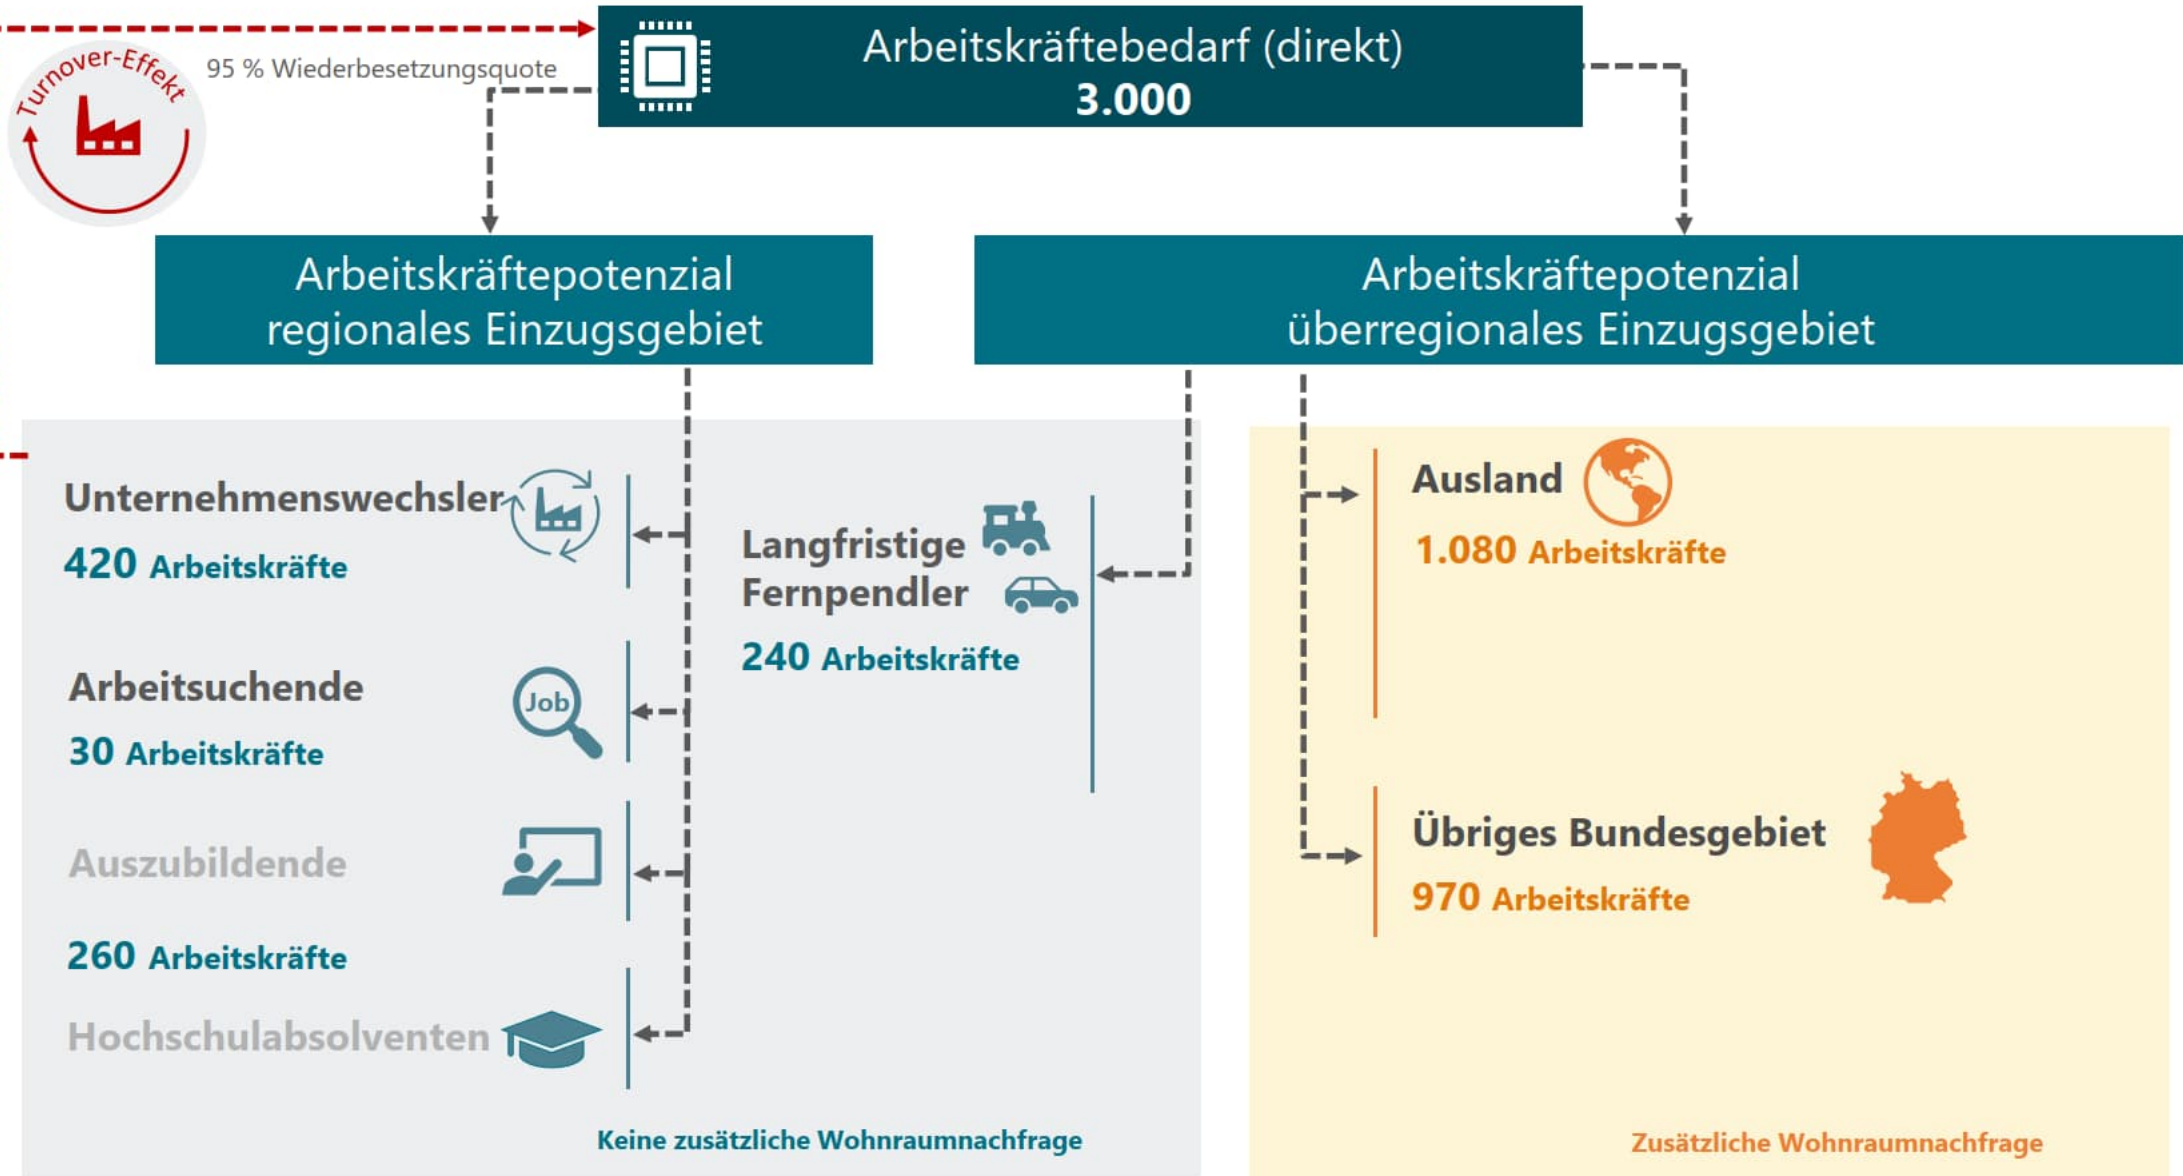 Turnover-Effekt
95 % Wiederbesetzungsquote
Arbeitskräftebedarf (direkt)
3.000
Arbeitskräftepotenzial
regionales Einzugsgebiet
Arbeitskräftepotenzial
überregionales Einzugsgebiet
Unternehmenswechsler
420 Arbeitskräfte
Arbeitsuchende
Job
30 Arbeitskräfte
Auszubildende
260 Arbeitskräfte
Hochschulabsolventen
Langfristige
Fernpendler
240 Arbeitskräfte
Keine zusätzliche Wohnraumnachfrage
Ausland
1.080 Arbeitskräfte
Übriges Bundesgebiet
970 Arbeitskräfte
Zusätzliche Wohnraumnachfrage